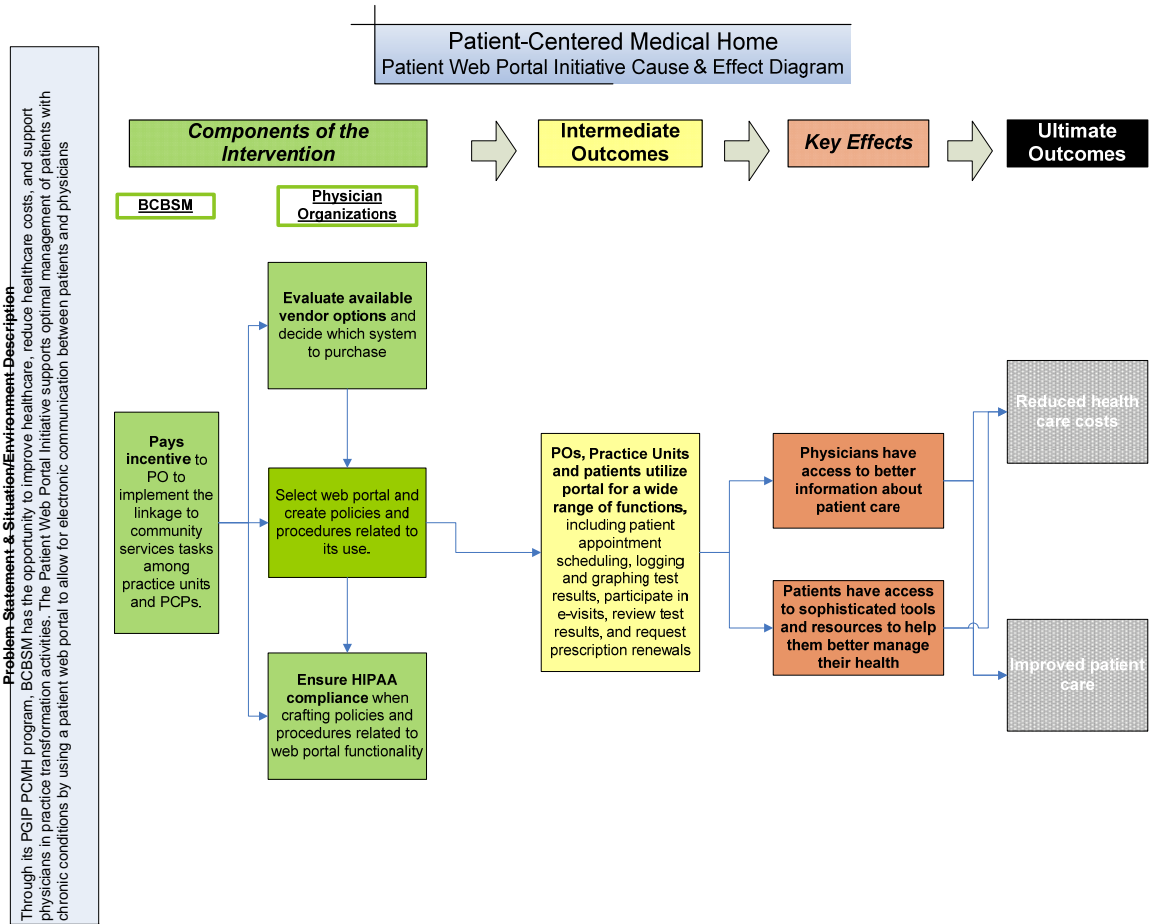 Patient-Centered Medical Home
Patient Web Portal Initiative Cause & Effect Diagram
Problem Statement & Situation/Environment Description
Through its PGIP PCMH program, BCBSM has the opportunity to improve healthcare, reduce healthcare costs, and support
physicians in practice transformation activities. The Patient Web Portal Initiative supports optimal management of patients with
chronic conditions by using a patient web portal to allow for electronic communication between patients and physicians
Components of the
Intervention
Intermediate
Outcomes
Key Effects
Ultimate
Outcomes
BCBSM
Physician
Organizations
Pays
incentive to
PO to
implement the
linkage to
community
services tasks
among
practice units
and PCPs.
Evaluate available
vendor options and
decide which system
to purchase
Select web portal and
create policies and
procedures related to
its use.
Ensure HIPAA
compliance when
crafting policies and
procedures related to
web portal functionality
POs, Practice Units
and patients utilize
portal for a wide
range of functions,
including patient
appointment
scheduling, logging
and graphing test
results, participate in
e-visits, review test
results, and request
prescription renewals
Physicians have
access to better
information about
patient care
Patients have access
to sophisticated tools
and resources to help
them better manage
their health
Reduced health
care costs
Improved patient
care